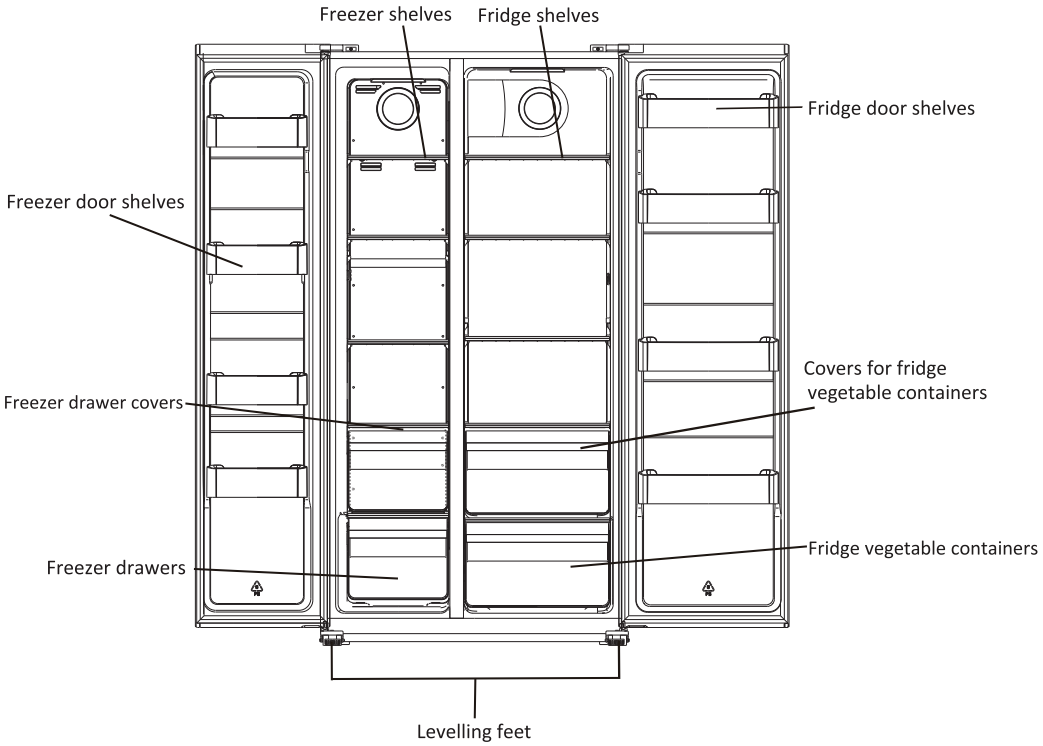 Freezer shelves
Fridge shelves
Fridge door shelves
Freezer door shelves
Covers for fridge
vegetable containers
Freezer drawer covers
Fridge vegetable containers
Freezer drawers
Levelling feet